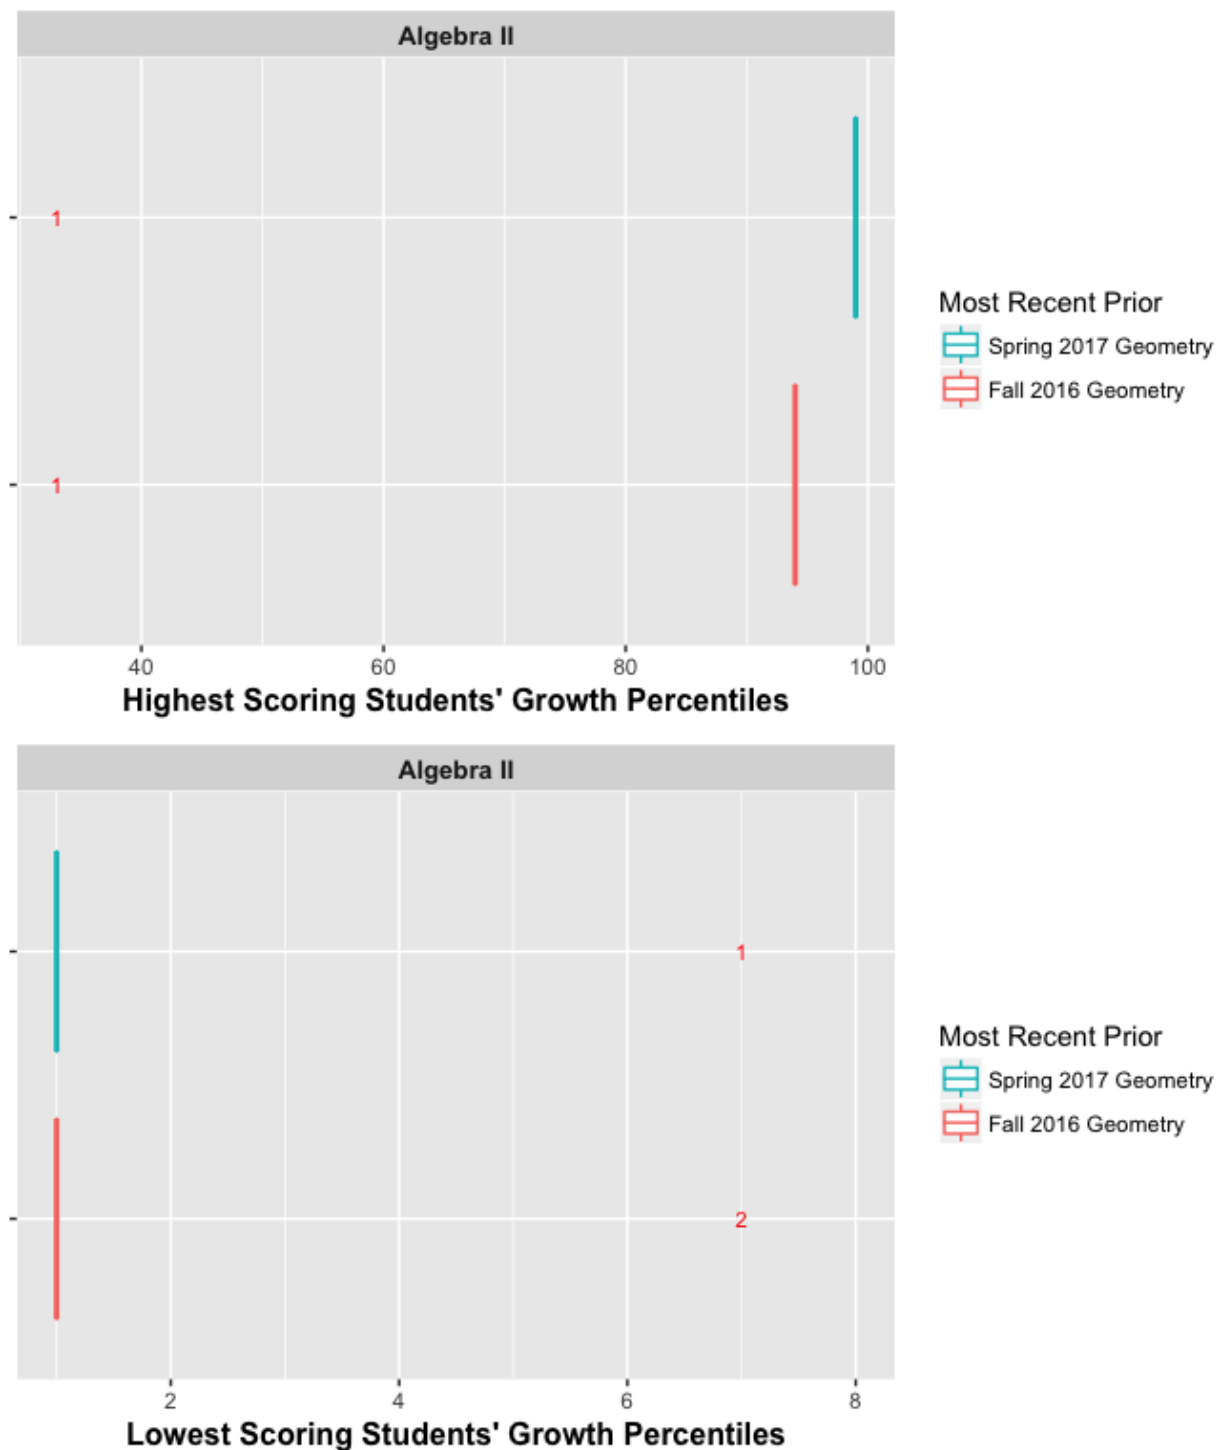 Algebra II
1
Most Recent Prior
Spring 2017 Geometry
Fall 2016 Geometry
1
40 60 80 100
Highest Scoring Students' Growth Percentiles
Algebra II
1
Most Recent Prior
Spring 2017 Geometry
Fall 2016 Geometry
2
2 4 6 8
Lowest Scoring Students' Growth Percentiles